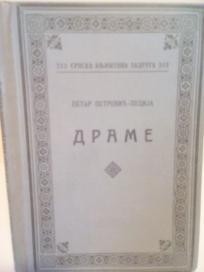 СРПСКА КЊИЖЕВНА ЗАДРУГА
ПЕТАР ПЕТРОВИЋ-ПЕЦИЈА
ДРАМЕ